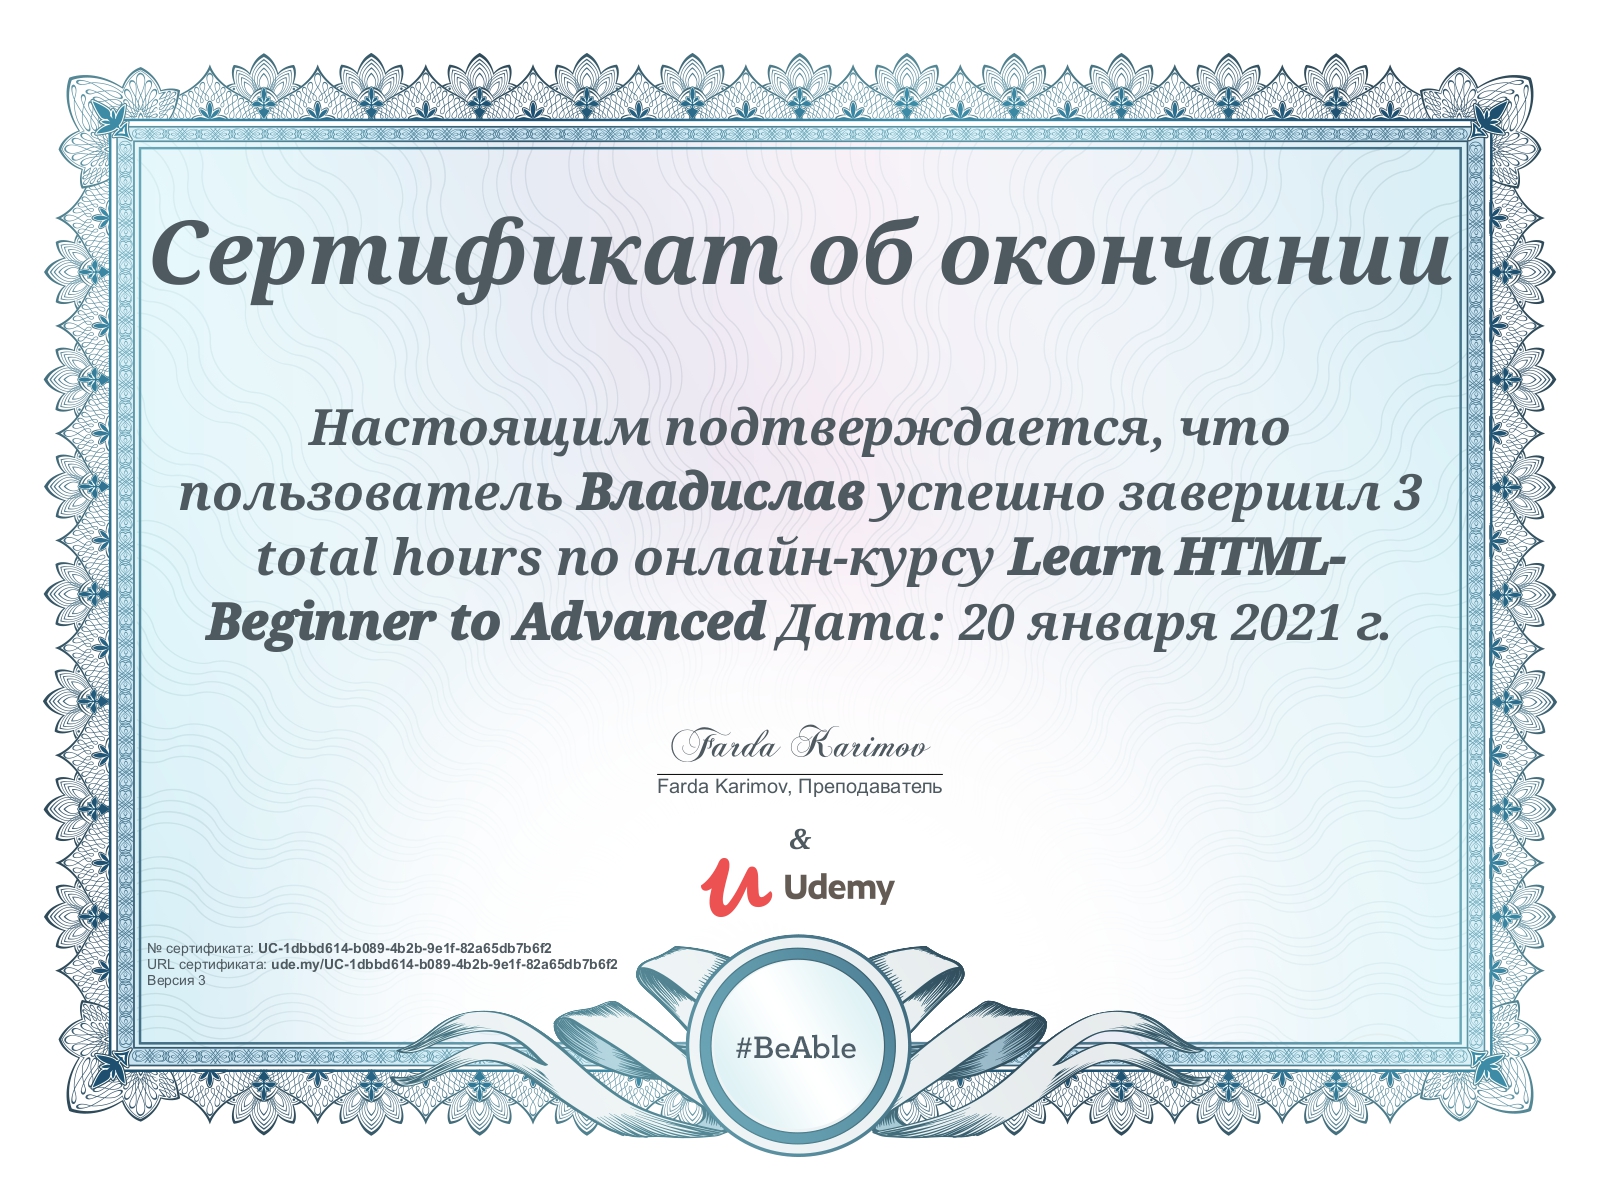 Сертификат об окончании
Настоящим подтверждается, что
пользователь Владислав успешно завершил 3
total hours по онлайн-курсу Learn HTML-
Beginner to Advanced Дата: 20 января 2021 г.
Farda Karimov
Farda Karimov, Преподаватель
&
Udemy
№ сертификата: UC-1dbbd614-b089-4b2b-9e1f-82a65db7b6f2
URL сертификата: ude.my/UC-1dbbd614-b089-4b2b-9e1f-82a65db7b6f2
Версия 3
#BeAble